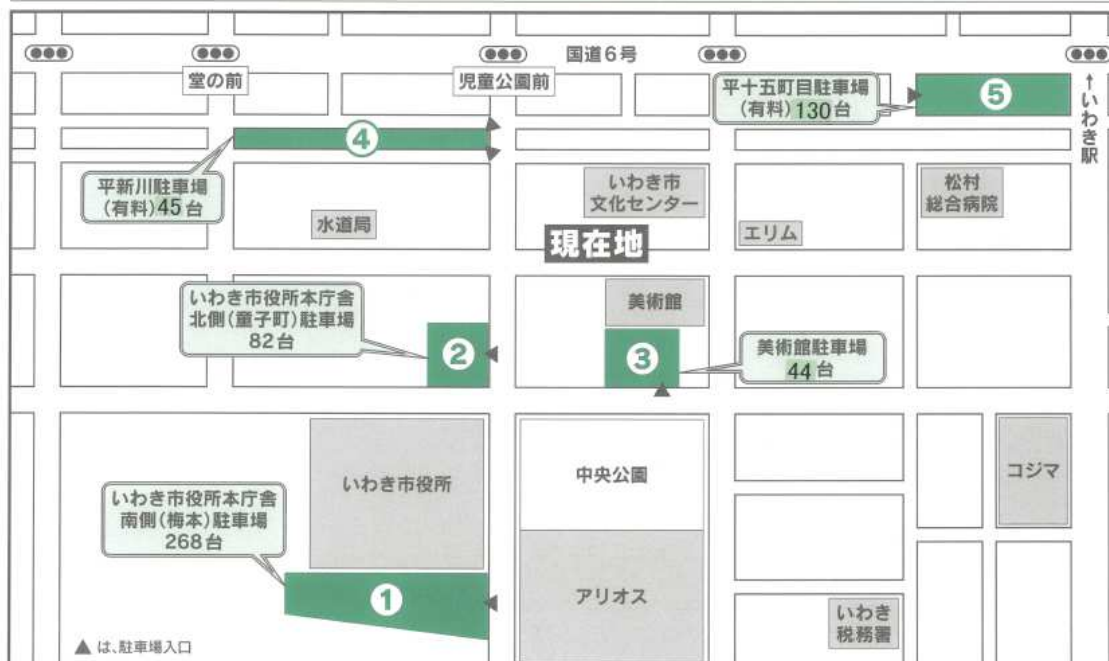 国道6号
堂の前
児童公園前
平十五町目駐車場
(有料)130台
⑤
↑いわき駅
④
平新川駐車場
(有料)45台
水道局
いわき市
文化センター
エリム
松村
総合病院
現在地
いわき市役所本庁舎
北側(童子町)駐車場
82台
②
美術館
③
美術館駐車場
44台
いわき市役所
中央公園
コジマ
いわき市役所本庁舎
南側(梅本)駐車場
268台
①
アリオス
いわき
税務署
▲は、駐車場入口